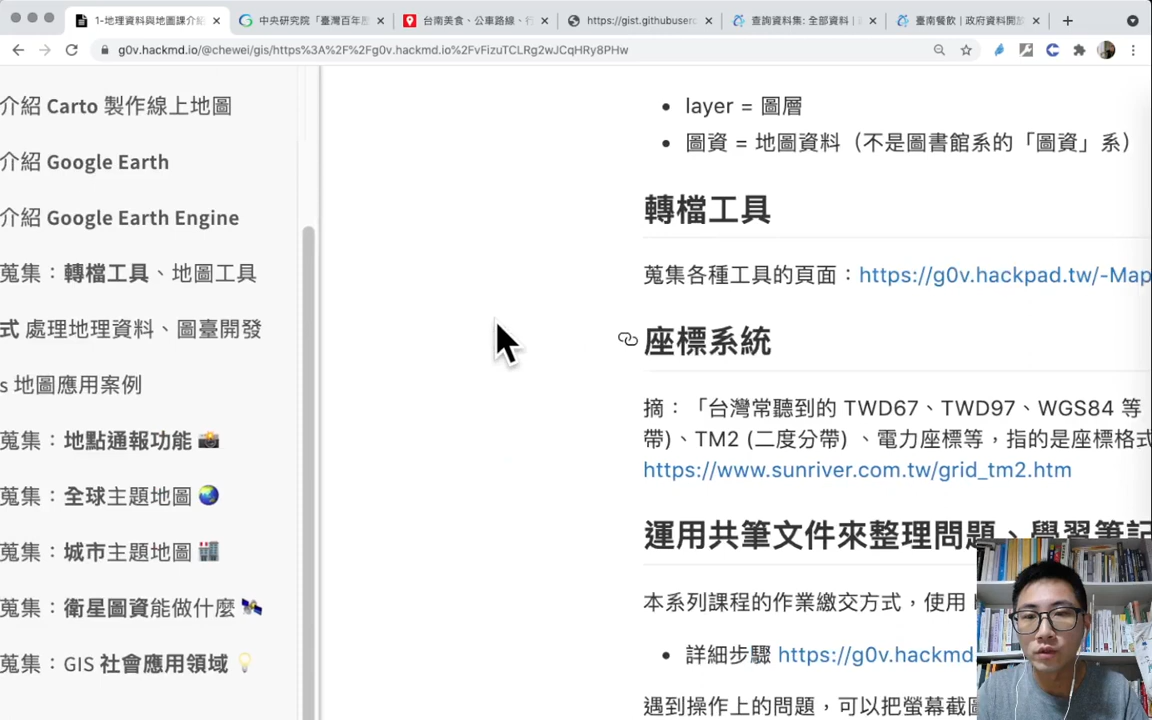 1-地理資料與地圖課介紹
中央研究院「臺灣百年歷
台南美食、公車路線、行
https://gist.githubuserc
查詢資料集: 全部資料 |
臺南餐飲 | 政府資料開放
g0v.hackmd.io/@chewei/gis/https%3A%2F%2Fg0v.hackmd.io%2FvFizuTCLRg2wJCqHRy8PHw
介紹 Carto 製作線上地圖
介紹 Google Earth
介紹 Google Earth Engine
蒐集：轉檔工具、地圖工具
式 處理地理資料、圖臺開發
s 地圖應用案例
蒐集：地點通報功能
蒐集：全球主題地圖
蒐集：城市主題地圖
蒐集：衛星圖資能做什麼
蒐集：GIS 社會應用領域
layer = 圖層
圖資 = 地圖資料（不是圖書館系的「圖資」系）
轉檔工具
蒐集各種工具的頁面：https://g0v.hackpad.tw/-Map
座標系統
摘：「台灣常聽到的 TWD67、TWD97、WGS84 等
帶)、TM2 (二度分帶) 、電力座標等，指的是座標格式
https://www.sunriver.com.tw/grid_tm2.htm
運用共筆文件來整理問題、學習筆記
本系列課程的作業繳交方式，使用
詳細步驟 https://g0v.hackmd
遇到操作上的問題，可以把螢幕截圖